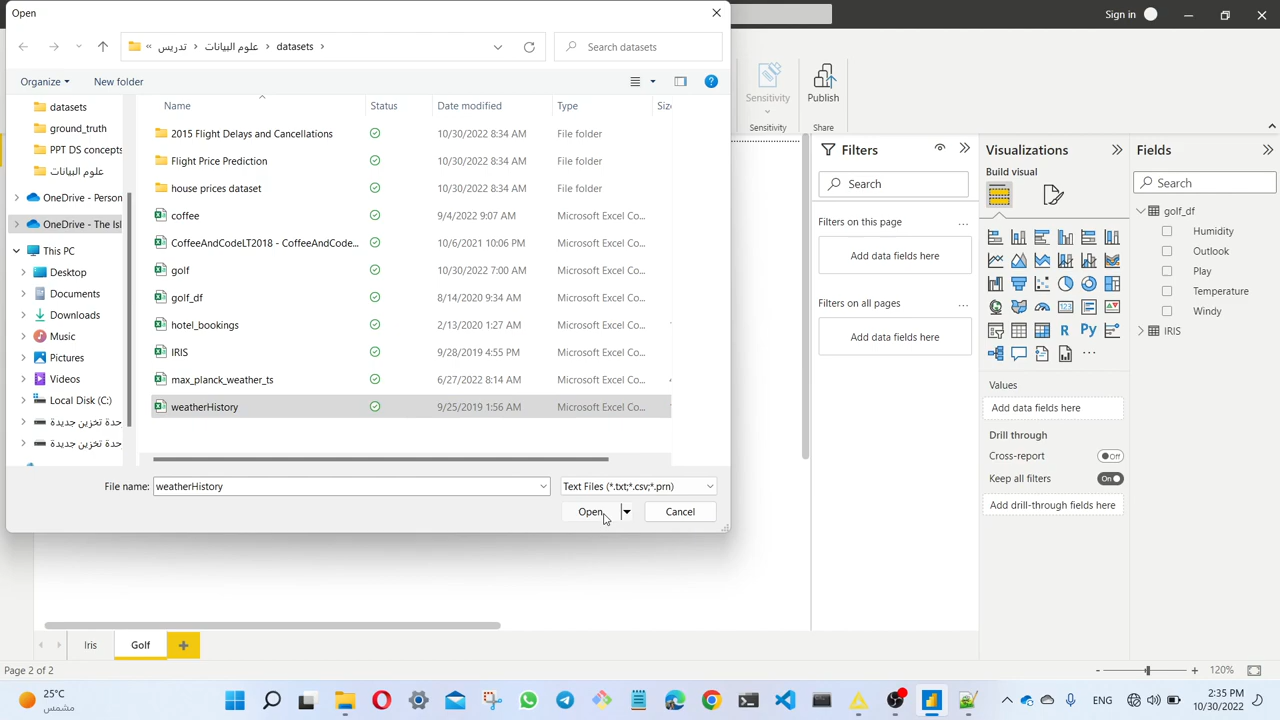 Open
Sign in
« تدريس › علوم البيانات › datasets ›
Search datasets
Organize
New folder
Sensitivity
Publish
Sensitivity
Share
Name
Status
Date modified
Type
datasets
ground_truth
PPT DS concepts
علوم البيانات
OneDrive - Person
OneDrive - The Isl
This PC
Desktop
Documents
Downloads
Music
Pictures
Videos
Local Disk (C:)
حدة تخزين جديدة
حدة تخزين جديدة
2015 Flight Delays and Cancellations 10/30/2022 8:34 AM File folder
Flight Price Prediction 10/30/2022 8:34 AM File folder
house prices dataset 10/30/2022 8:34 AM File folder
coffee 9/4/2022 9:07 AM Microsoft Excel Co...
CoffeeAndCodeLT2018 - CoffeeAndCode... 10/6/2021 10:06 PM Microsoft Excel Co...
golf 10/30/2022 7:00 AM Microsoft Excel Co...
golf_df 8/14/2020 9:34 AM Microsoft Excel Co...
hotel_bookings 2/13/2020 1:27 AM Microsoft Excel Co...
IRIS 9/28/2019 4:55 PM Microsoft Excel Co...
max_planck_weather_ts 6/27/2022 8:14 AM Microsoft Excel Co...
weatherHistory 9/25/2019 1:56 AM Microsoft Excel Co...
File name: weatherHistory
Text Files (*.txt;*.csv;*.prn)
Open
Cancel
Filters
Search
Filters on this page ...
Add data fields here
Filters on all pages ...
Add data fields here
Visualizations
Build visual
R
Py
...
Values
Add data fields here
Drill through
Cross-report Off
Keep all filters On
Add drill-through fields here
Fields
Search
golf_df
Humidity
Outlook
Play
Temperature
Windy
IRIS
Iris
Golf
+
Page 2 of 2
- + 120%
25°C
مشمس
ENG
2:35 PM
10/30/2022